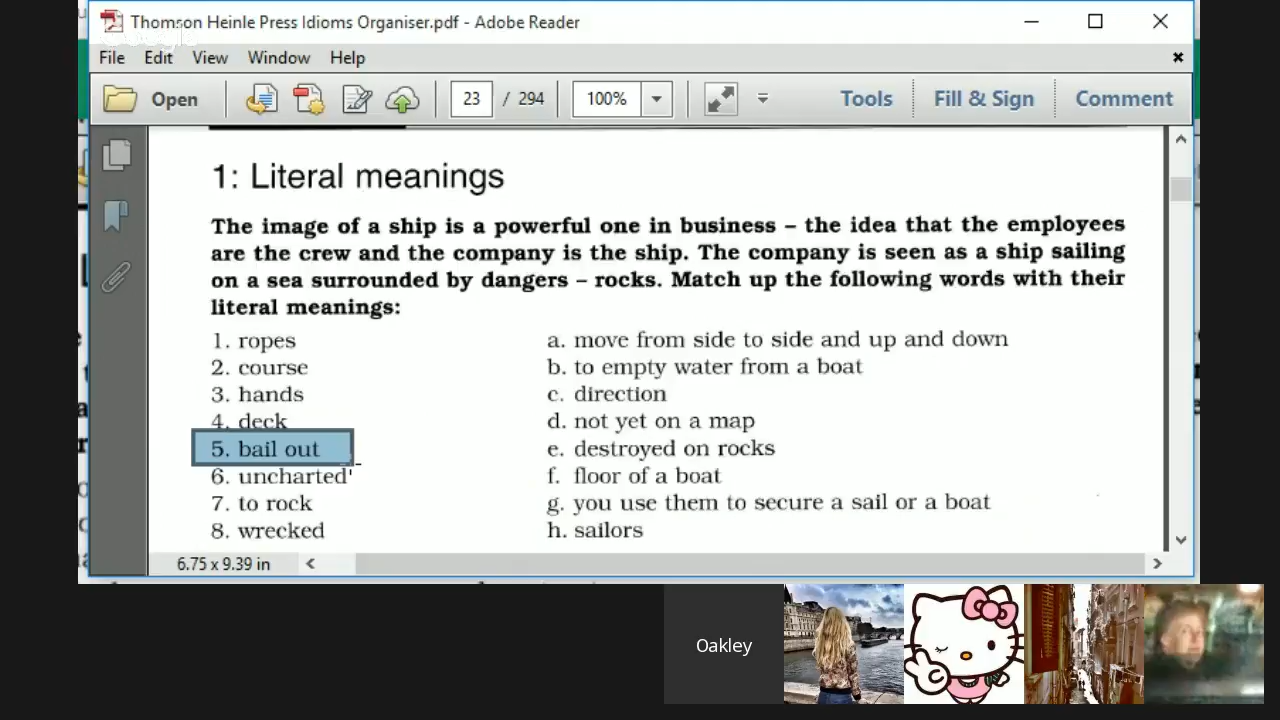 Thomson Heinle Press Idioms Organiser.pdf - Adobe Reader
File Edit View Window Help
Open 23 / 294 100% Tools Fill & Sign Comment
1: Literal meanings
The image of a ship is a powerful one in business – the idea that the employees
are the crew and the company is the ship. The company is seen as a ship sailing
on a sea surrounded by dangers – rocks. Match up the following words with their
literal meanings:
1. ropes
2. course
3. hands
4. deck
5. bail out
6. uncharted
7. to rock
8. wrecked
a. move from side to side and up and down
b. to empty water from a boat
c. direction
d. not yet on a map
e. destroyed on rocks
f. floor of a boat
g. you use them to secure a sail or a boat
h. sailors
6.75 x 9.39 in
Oakley